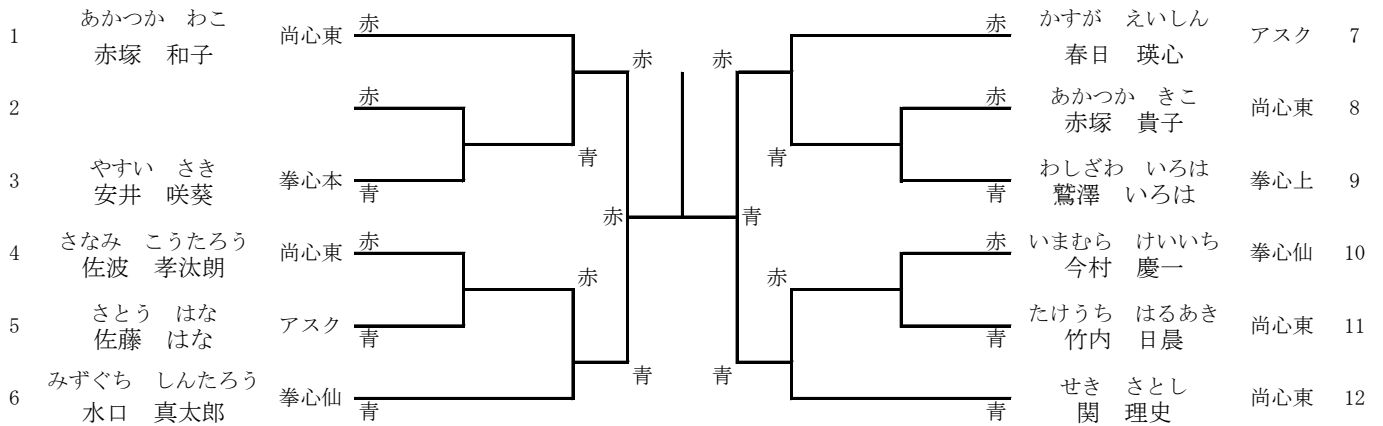 あかつか　わこ
1　赤塚　和子　尚心東　赤
2　赤
やすい　さき
3　安井　咲葵　拳心本　青
さなみ　こうたろう
4　佐波　孝汰朗　尚心東　赤
さとう　はな
5　佐藤　はな　アスク　青
みずぐち　しんたろう
6　水口　真太郎　拳心仙　青
赤
青
赤
赤
青
赤
青
赤
青
赤
青
かすが　えいしん
赤　春日　瑛心　アスク　7
あかつか　きこ
赤　赤塚　貴子　尚心東　8
わしざわ　いろは
青　鷲澤　いろは　拳心上　9
いまむら　けいいち
赤　今村　慶一　拳心仙　10
たけうち　はるあき
青　竹内　日晨　尚心東　11
せき　さとし
青　関　理史　尚心東　12